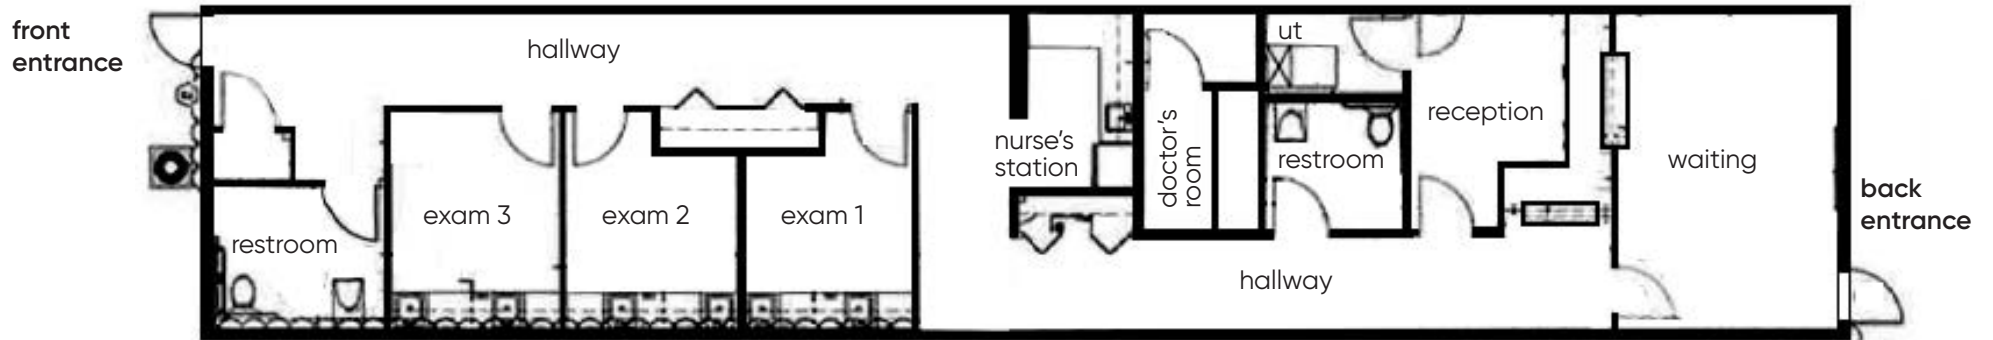 front
entrance
hallway
ut
reception
nurse's
station
doctor's
room
restroom
waiting
back
entrance
exam 3
exam 2
exam 1
restroom
hallway